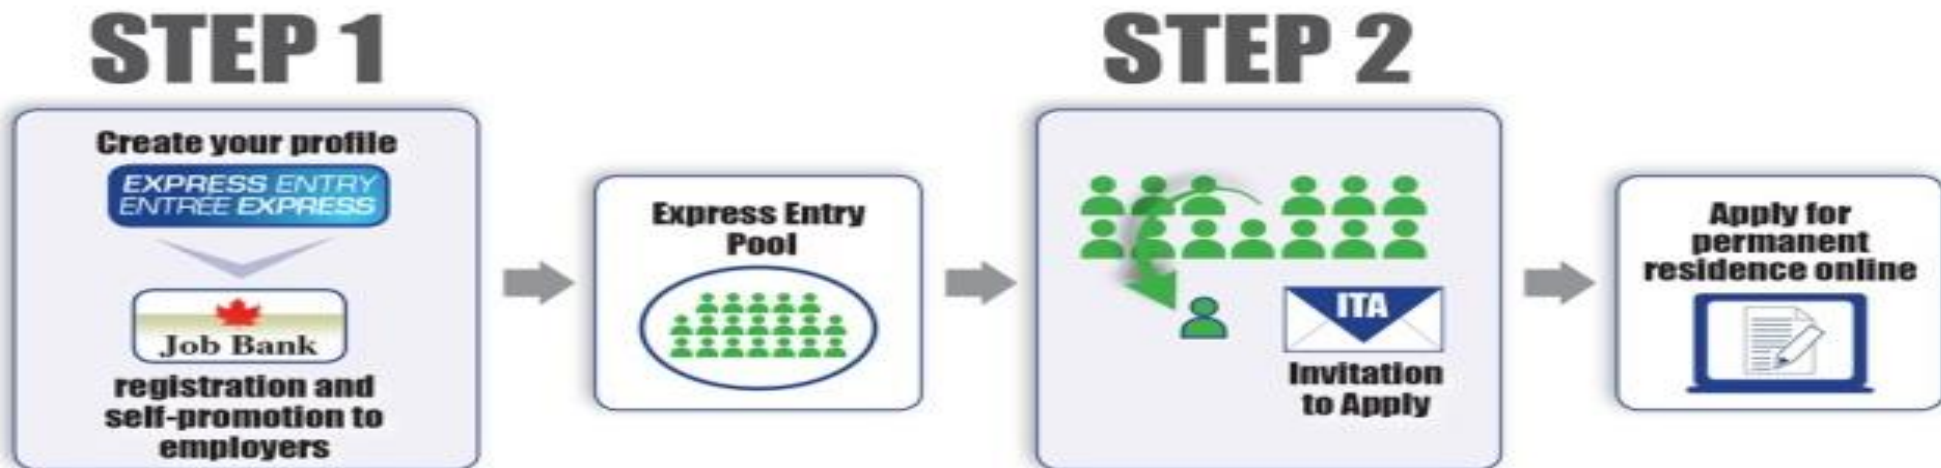 STEP 1
Create your profile
EXPRESS ENTRY
ENTRÉE EXPRESS
Job Bank
registration and
self-promotion to
employers
Express Entry
Pool
STEP 2
ITA
Invitation
to Apply
Apply for
permanent
residence online